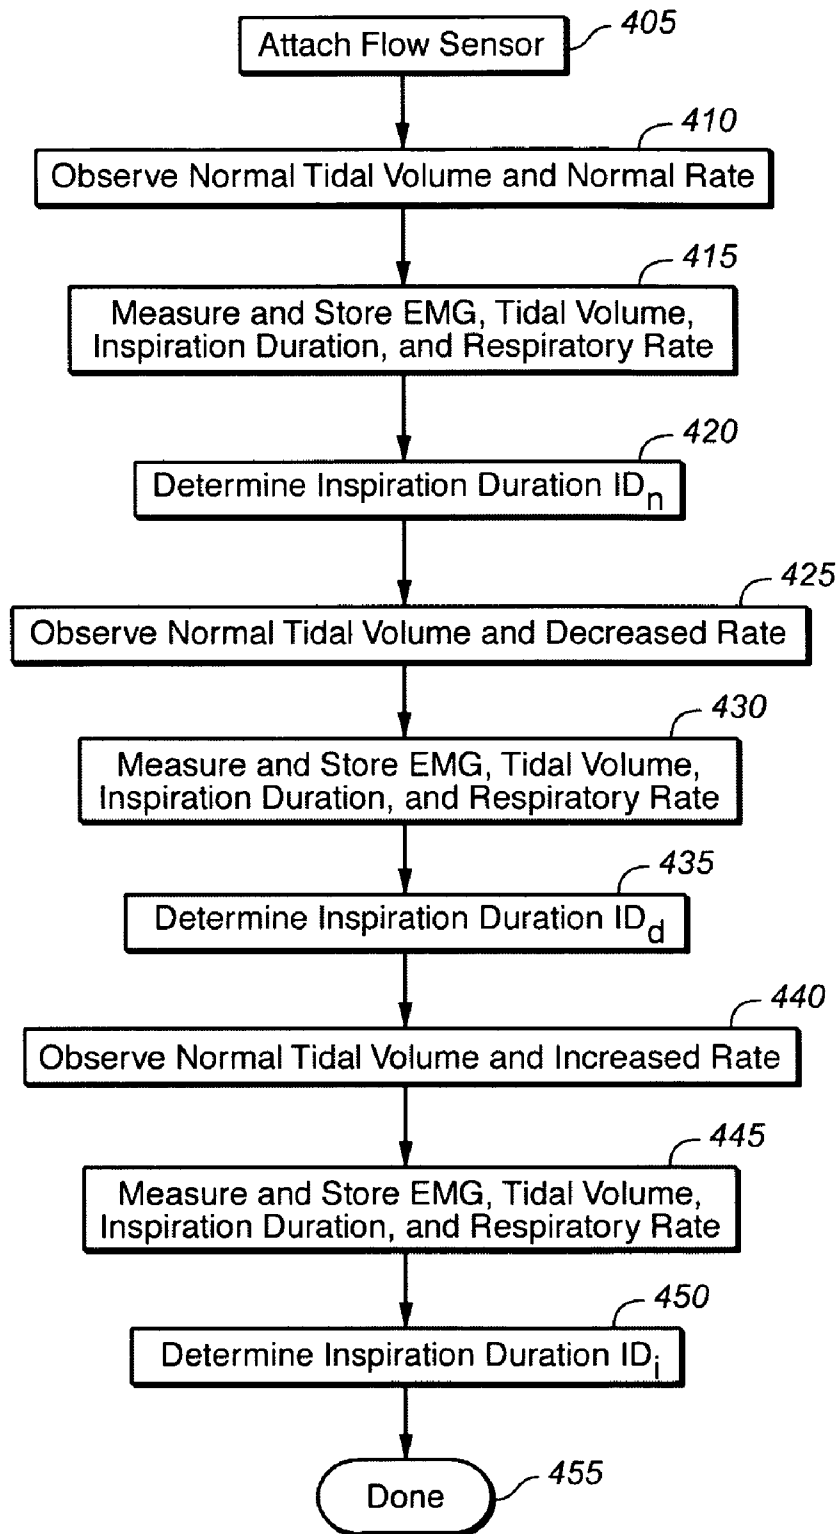 Attach Flow Sensor
405
410
Observe Normal Tidal Volume and Normal Rate
415
Measure and Store EMG, Tidal Volume,
Inspiration Duration, and Respiratory Rate
420
Determine Inspiration Duration IDn
425
Observe Normal Tidal Volume and Decreased Rate
430
Measure and Store EMG, Tidal Volume,
Inspiration Duration, and Respiratory Rate
435
Determine Inspiration Duration IDd
440
Observe Normal Tidal Volume and Increased Rate
445
Measure and Store EMG, Tidal Volume,
Inspiration Duration, and Respiratory Rate
450
Determine Inspiration Duration IDi
Done
455